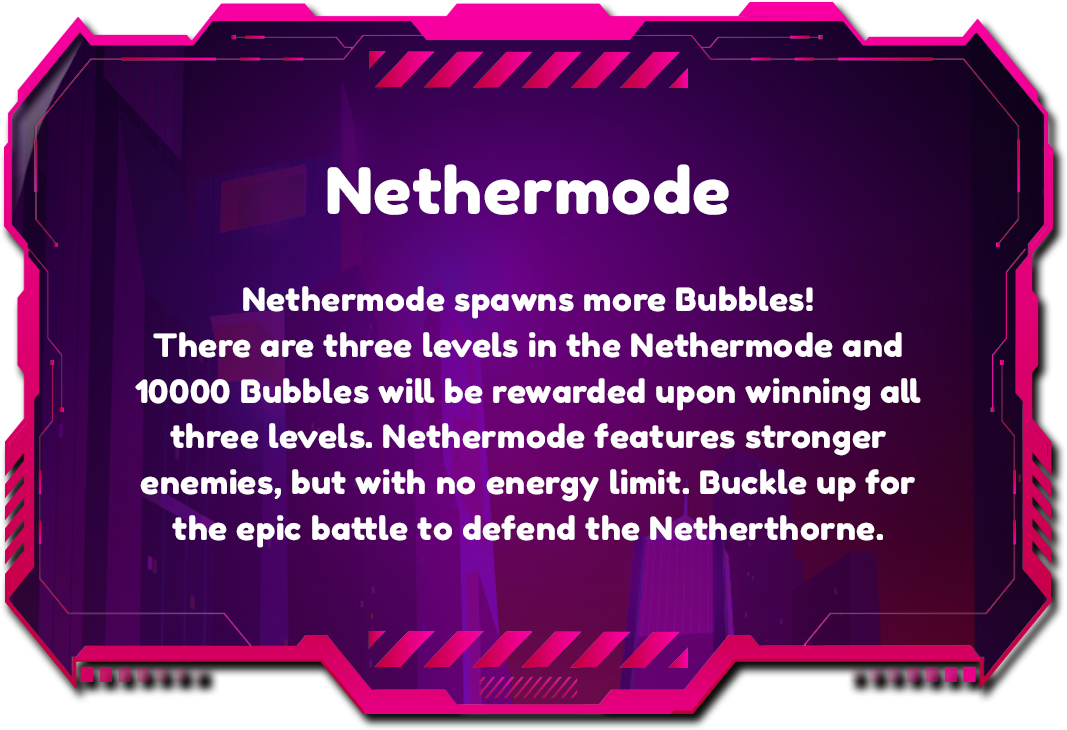 Nethermode
Nethermode spawns more Bubbles!
There are three levels in the Nethermode and
10000 Bubbles will be rewarded upon winning all
three levels. Nethermode features stronger
enemies, but with no energy limit. Buckle up for
the epic battle to defend the Netherthorne.